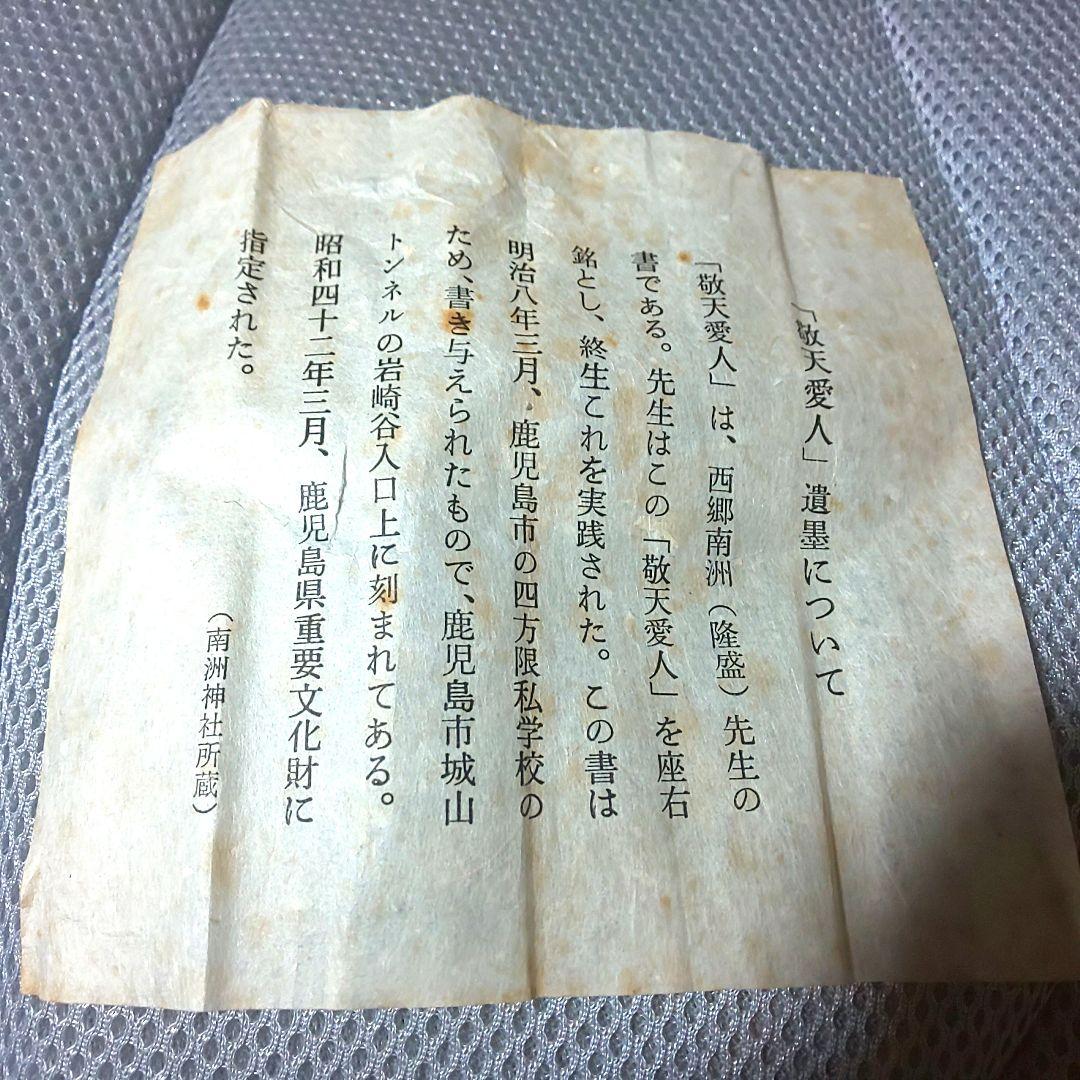 「敬天愛人」遺墨について
「敬天愛人」は、西郷南洲（隆盛）先生の
書である。先生はこの「敬天愛人」を座右
銘とし、終生これを実践された。この書は
明治八年三月、鹿児島市の四方限私学校の
ため、書き与えられたもので、鹿児島市城山
トンネルの岩崎谷入口上に刻まれてある。
昭和四十二年三月、鹿児島県重要文化財に
指定された。
（南洲神社所蔵）